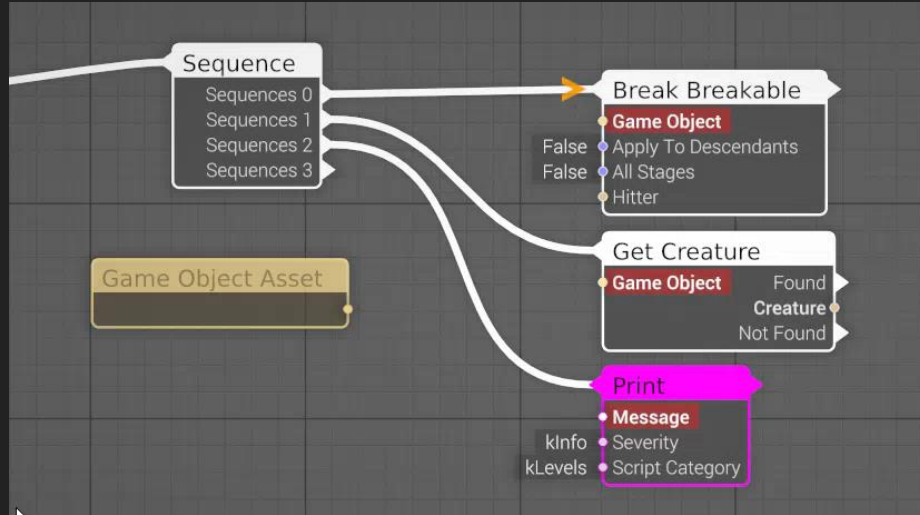 Sequence
Sequences 0
Sequences 1
Sequences 2
Sequences 3
Game Object Asset
Break Breakable
Game Object
False Apply To Descendants
False All Stages
Hitter
Get Creature
Game Object Found
Creature
Not Found
Print
Message
kInfo Severity
kLevels Script Category